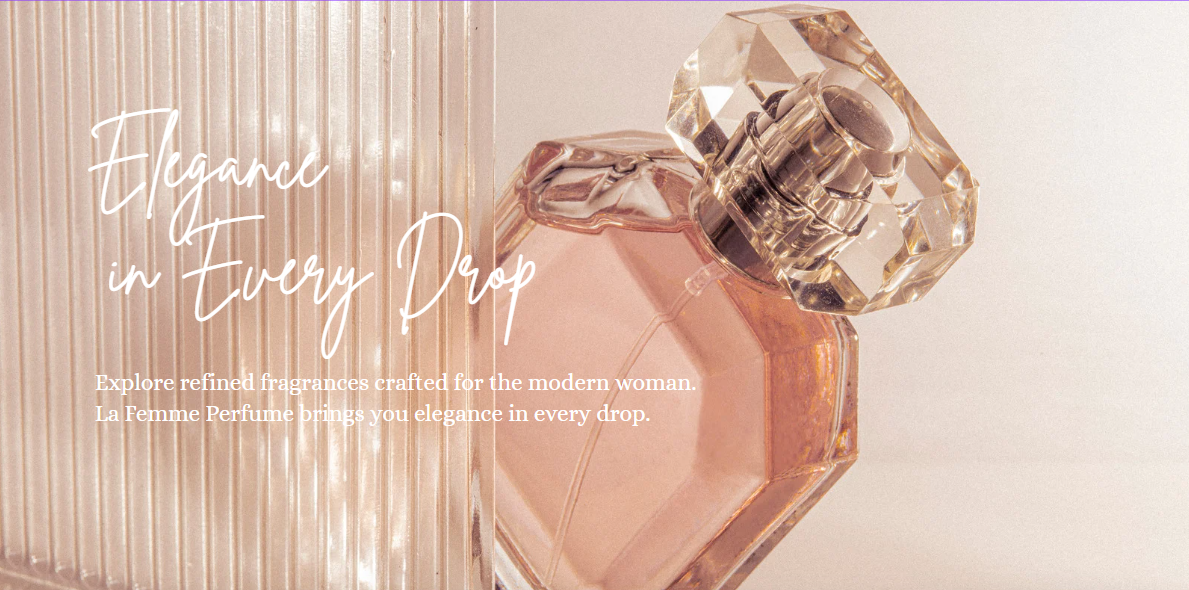 Elegance
in Every Drop
Explore refined fragrances crafted for the modern woman.
La Femme Perfume brings you elegance in every drop.